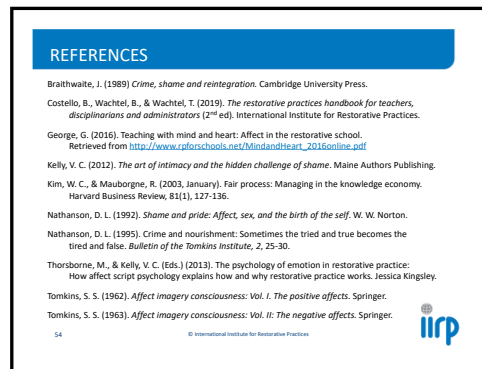 REFERENCES
Braithwaite, J. (1989) Crime, shame and reintegration. Cambridge University Press.
Costello, B., Wachtel, B., & Wachtel, T. (2019). The restorative practices handbook for teachers,
disciplinarians and administrators (2nd ed). International Institute for Restorative Practices.
George, G. (2016). Teaching with mind and heart: Affect in the restorative school.
Retrieved from http://www.rpforschools.net/MindandHeart_2016online.pdf
Kelly, V. C. (2012). The art of intimacy and the hidden challenge of shame. Maine Authors Publishing.
Kim, W. C., & Mauborgne, R. (2003, January). Fair process: Managing in the knowledge economy.
Harvard Business Review, 81(1), 127-136.
Nathanson, D. L. (1992). Shame and pride: Affect, sex, and the birth of the self. W. W. Norton.
Nathanson, D. L. (1995). Crime and nourishment: Sometimes the tried and true becomes the
tired and false. Bulletin of the Tomkins Institute, 2, 25-30.
Thorsborne, M., & Kelly, V. C. (Eds.) (2013). The psychology of emotion in restorative practice:
How affect script psychology explains how and why restorative practice works. Jessica Kingsley.
Tomkins, S. S. (1962). Affect imagery consciousness: Vol. I. The positive affects. Springer.
Tomkins, S. S. (1963). Affect imagery consciousness: Vol. II: The negative affects. Springer.
54
© International Institute for Restorative Practices
iirp